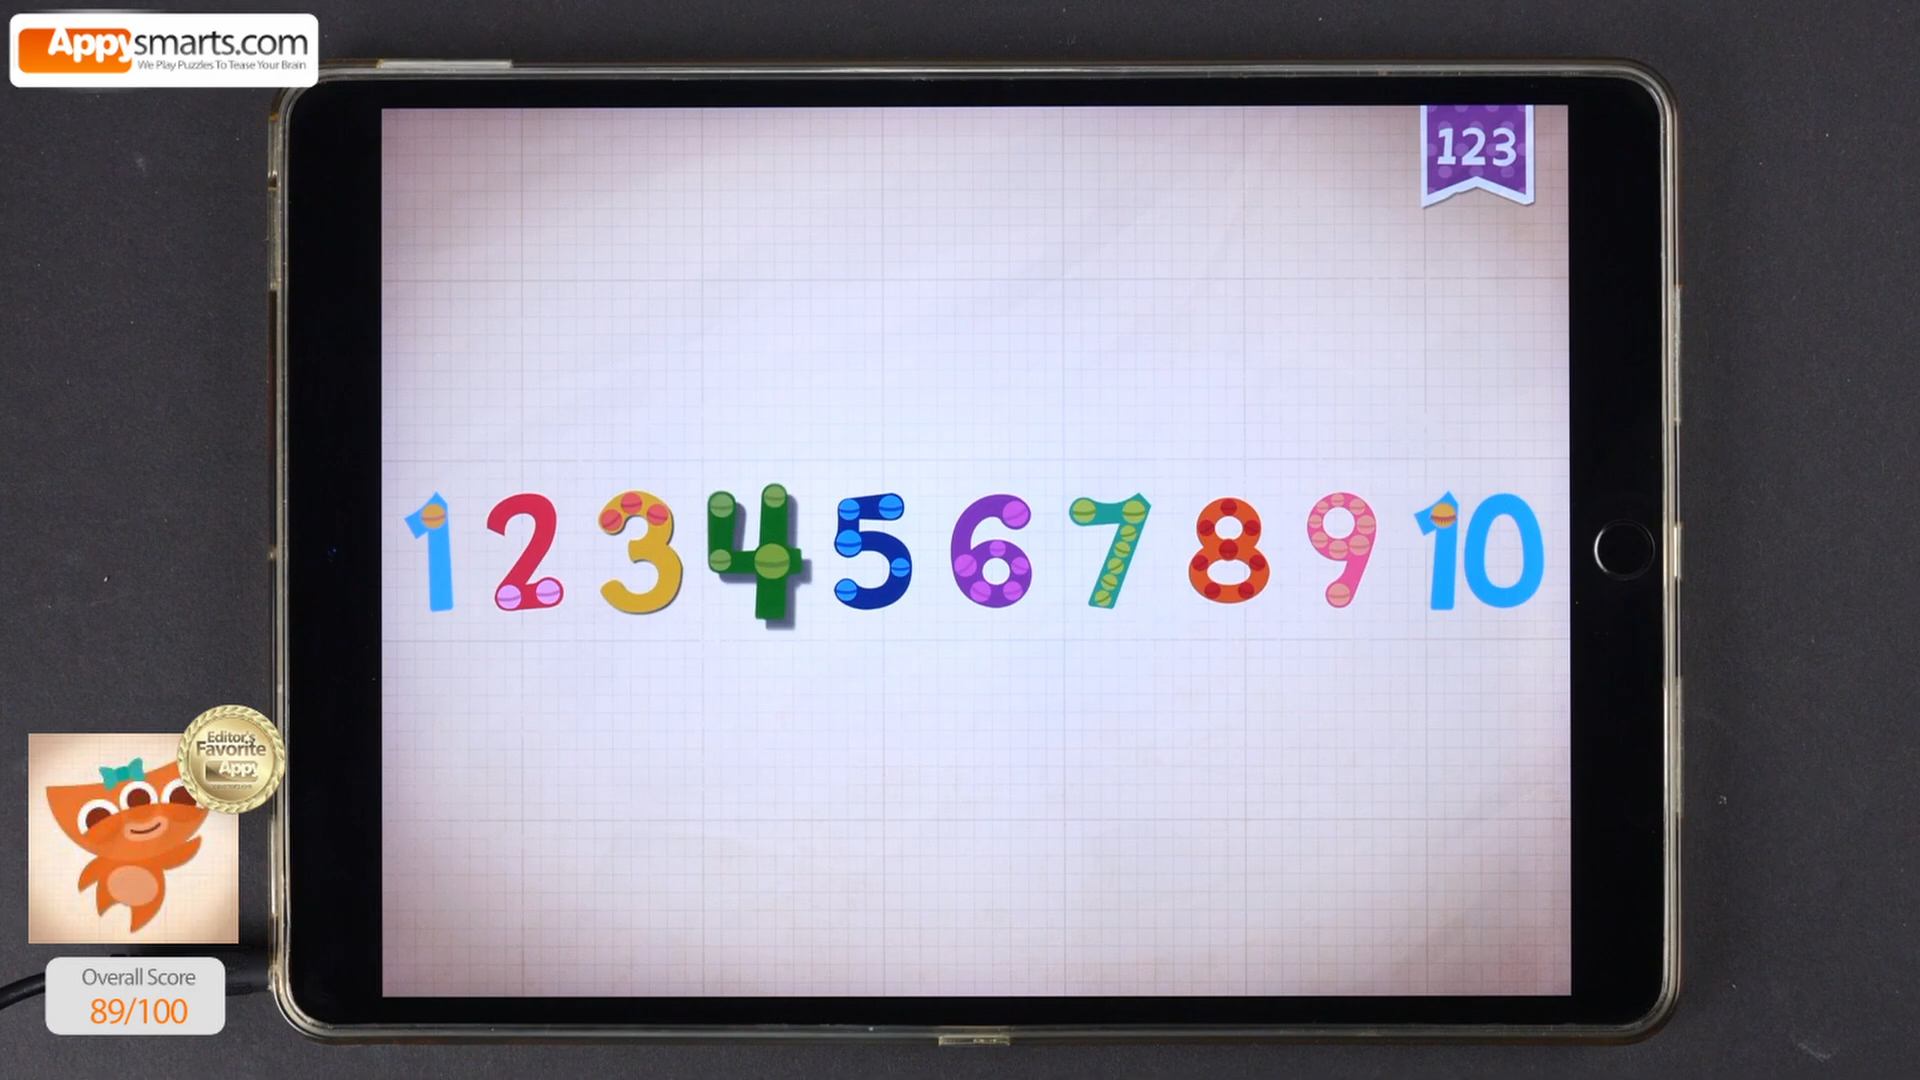 Appysmarts.com
We Play Puzzles To Tease Your Brain
123
1 2 3 4 5 6 7 8 9 10
Editor's
Favorite
Appy
Overall Score
89/100